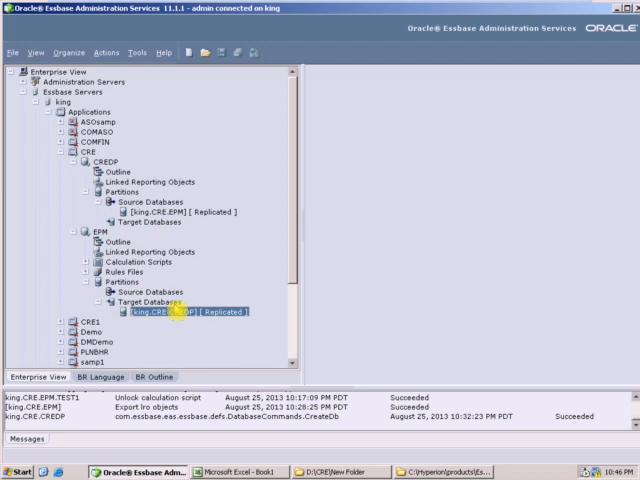 Oracle® Essbase Administration Services 11.1.1 - admin connected on king
Oracle® Essbase Administration Services ORACLE
File View Organize Actions Tools Help
Enterprise View
Administration Servers
Essbase Servers
king
Applications
ASOsamp
COMASO
COMFIN
CRE
CREDP
Outline
Linked Reporting Objects
Partitions
Source Databases
[king.CRE.EPM] [ Replicated ]
Target Databases
EPM
Outline
Linked Reporting Objects
Calculation Scripts
Rules Files
Partitions
Source Databases
Target Databases
[king.CRE.CREDP] [ Replicated ]
CRE1
Demo
DMDemo
PLNBHR
samp1
Enterprise View BR Language BR Outline
king.CRE.EPM.TEST1 Unlock calculation script August 25, 2013 10:17:09 PM PDT Succeeded
[king.CRE.EPM] Export lro objects August 25, 2013 10:28:25 PM PDT Succeeded
king.CRE.CREDP com.essbase.eas.essbase.defs.DatabaseCommands.CreateDb August 25, 2013 10:32:23 PM PDT Succeeded
Messages
Start Oracle® Essbase Adm... Microsoft Excel - Book1 D:\CRE\New Folder C:\Hyperion\products\Es... 10:46 PM